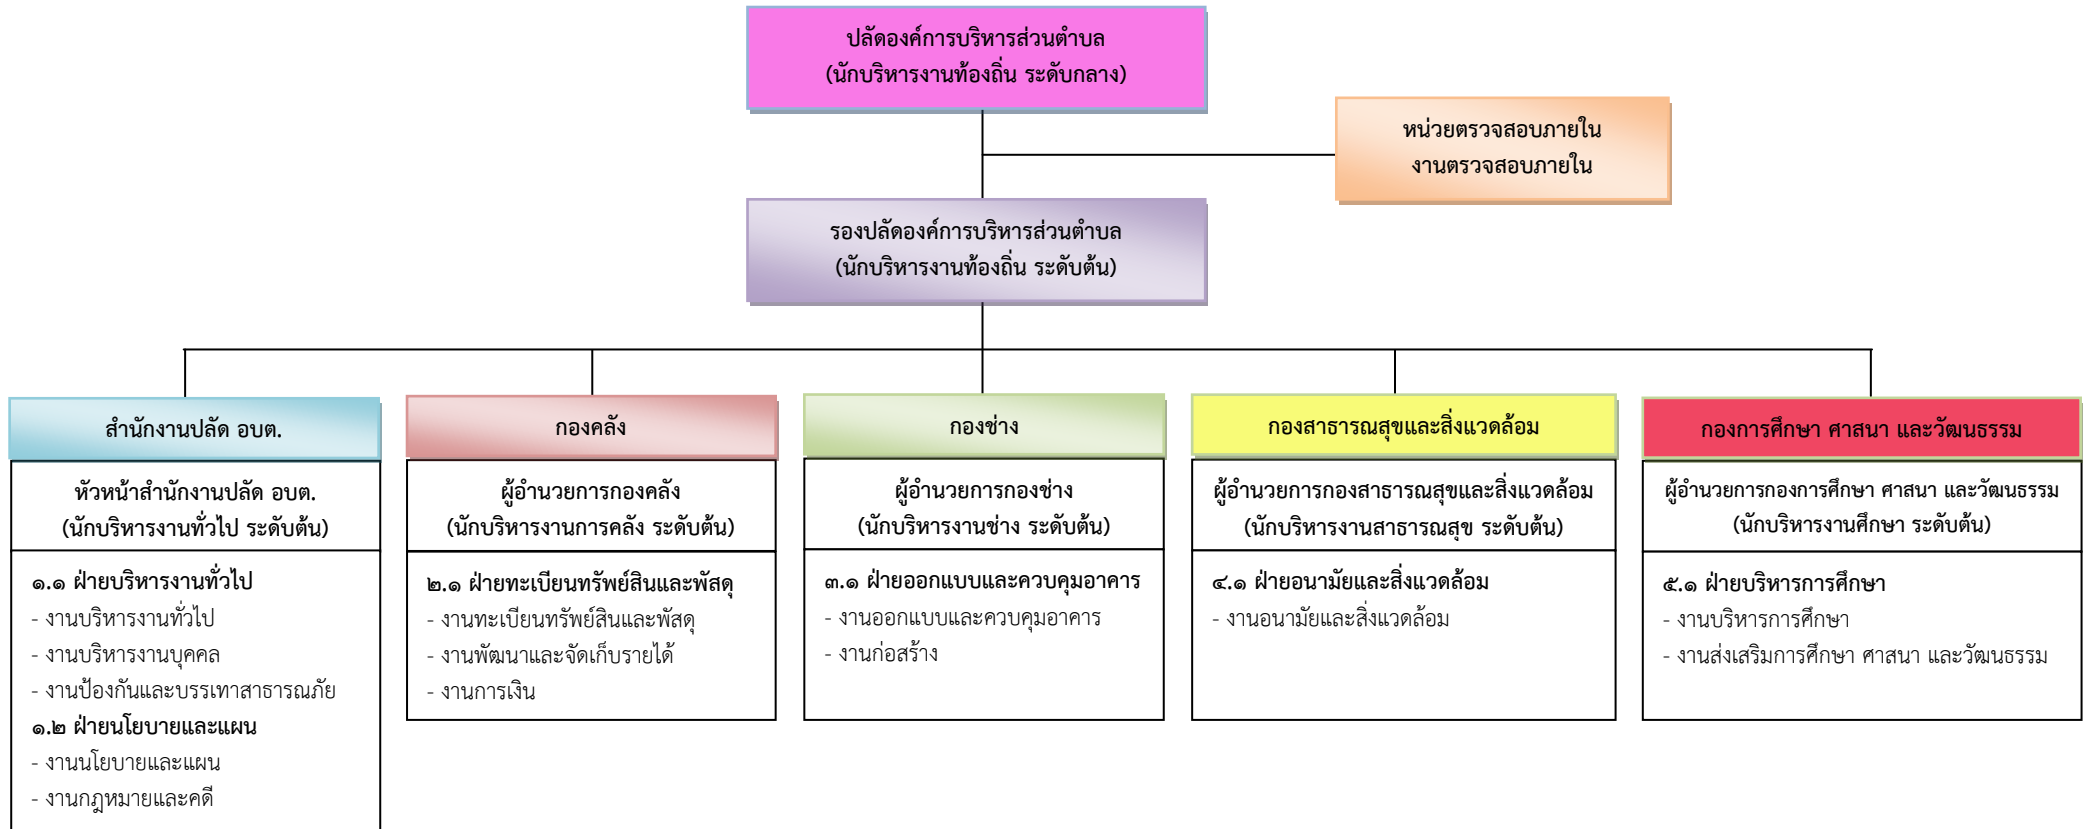 ปลัดองค์การบริหารส่วนตำบล
(นักบริหารงานท้องถิ่น ระดับกลาง)
หน่วยตรวจสอบภายใน
งานตรวจสอบภายใน
รองปลัดองค์การบริหารส่วนตำบล
(นักบริหารงานท้องถิ่น ระดับต้น)
สำนักงานปลัด อบต.
หัวหน้าสำนักงานปลัด อบต.
(นักบริหารงานทั่วไป ระดับต้น)
๑.๑ ฝ่ายบริหารงานทั่วไป
- งานบริหารงานทั่วไป
- งานบริหารงานบุคคล
- งานป้องกันและบรรเทาสาธารณภัย
๑.๒ ฝ่ายนโยบายและแผน
- งานนโยบายและแผน
- งานกฎหมายและคดี
กองคลัง
ผู้อำนวยการกองคลัง
(นักบริหารงานการคลัง ระดับต้น)
๒.๑ ฝ่ายทะเบียนทรัพย์สินและพัสดุ
- งานทะเบียนทรัพย์สินและพัสดุ
- งานพัฒนาและจัดเก็บรายได้
- งานการเงิน
กองช่าง
ผู้อำนวยการกองช่าง
(นักบริหารงานช่าง ระดับต้น)
๓.๑ ฝ่ายออกแบบและควบคุมอาคาร
- งานออกแบบและควบคุมอาคาร
- งานก่อสร้าง
กองสาธารณสุขและสิ่งแวดล้อม
ผู้อำนวยการกองสาธารณสุขและสิ่งแวดล้อม
(นักบริหารงานสาธารณสุข ระดับต้น)
๔.๑ ฝ่ายอนามัยและสิ่งแวดล้อม
- งานอนามัยและสิ่งแวดล้อม
กองการศึกษา ศาสนา และวัฒนธรรม
ผู้อำนวยการกองการศึกษา ศาสนา และวัฒนธรรม
(นักบริหารงานศึกษา ระดับต้น)
๕.๑ ฝ่ายบริหารการศึกษา
- งานบริหารการศึกษา
- งานส่งเสริมการศึกษา ศาสนา และวัฒนธรรม